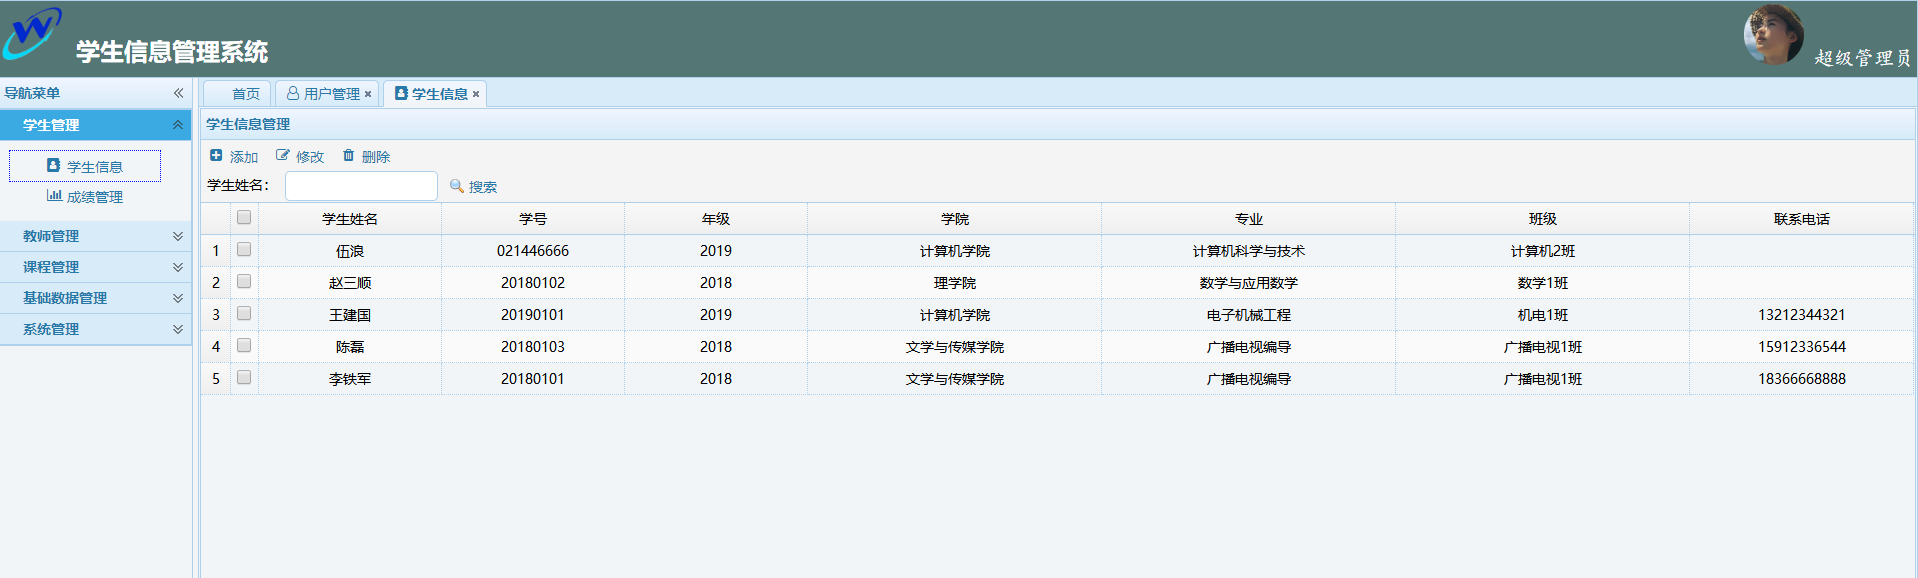 学生信息管理系统
超级管理员
导航菜单
学生管理
学生信息
成绩管理
教师管理
课程管理
基础数据管理
系统管理
首页 用户管理 学生信息
学生信息管理
添加 修改 删除
学生姓名： 搜索
学生姓名 学号 年级 学院 专业 班级 联系电话
1 伍浪 021446666 2019 计算机学院 计算机科学与技术 计算机2班
2 赵三顺 20180102 2018 理学院 数学与应用数学 数学1班
3 王建国 20190101 2019 计算机学院 电子机械工程 机电1班 13212344321
4 陈磊 20180103 2018 文学与传媒学院 广播电视编导 广播电视1班 15912336544
5 李铁军 20180101 2018 文学与传媒学院 广播电视编导 广播电视1班 18366668888